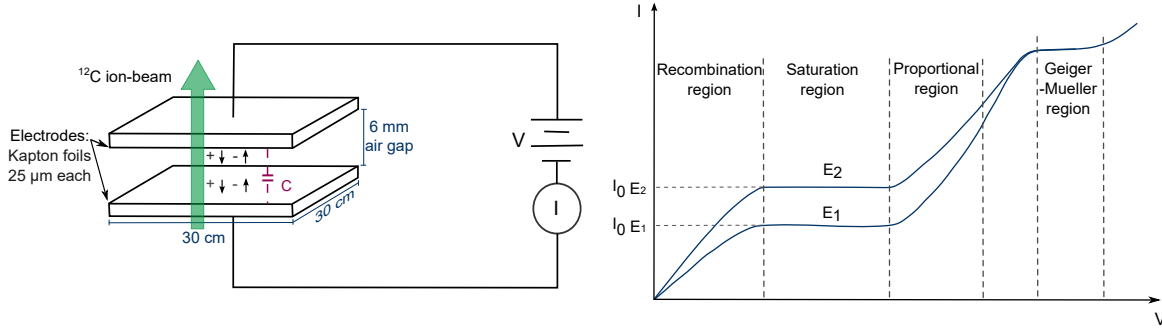 ¹²C ion-beam
Electrodes:
Kapton foils
25 µm each
+ - 
+ -
C
6 mm
air gap
30 cm
30 cm
V
I
I
Recombination
region
Saturation
region
Proportional
region
Geiger
-Mueller
region
E₂
E₁
I₀ E₂
I₀ E₁
V